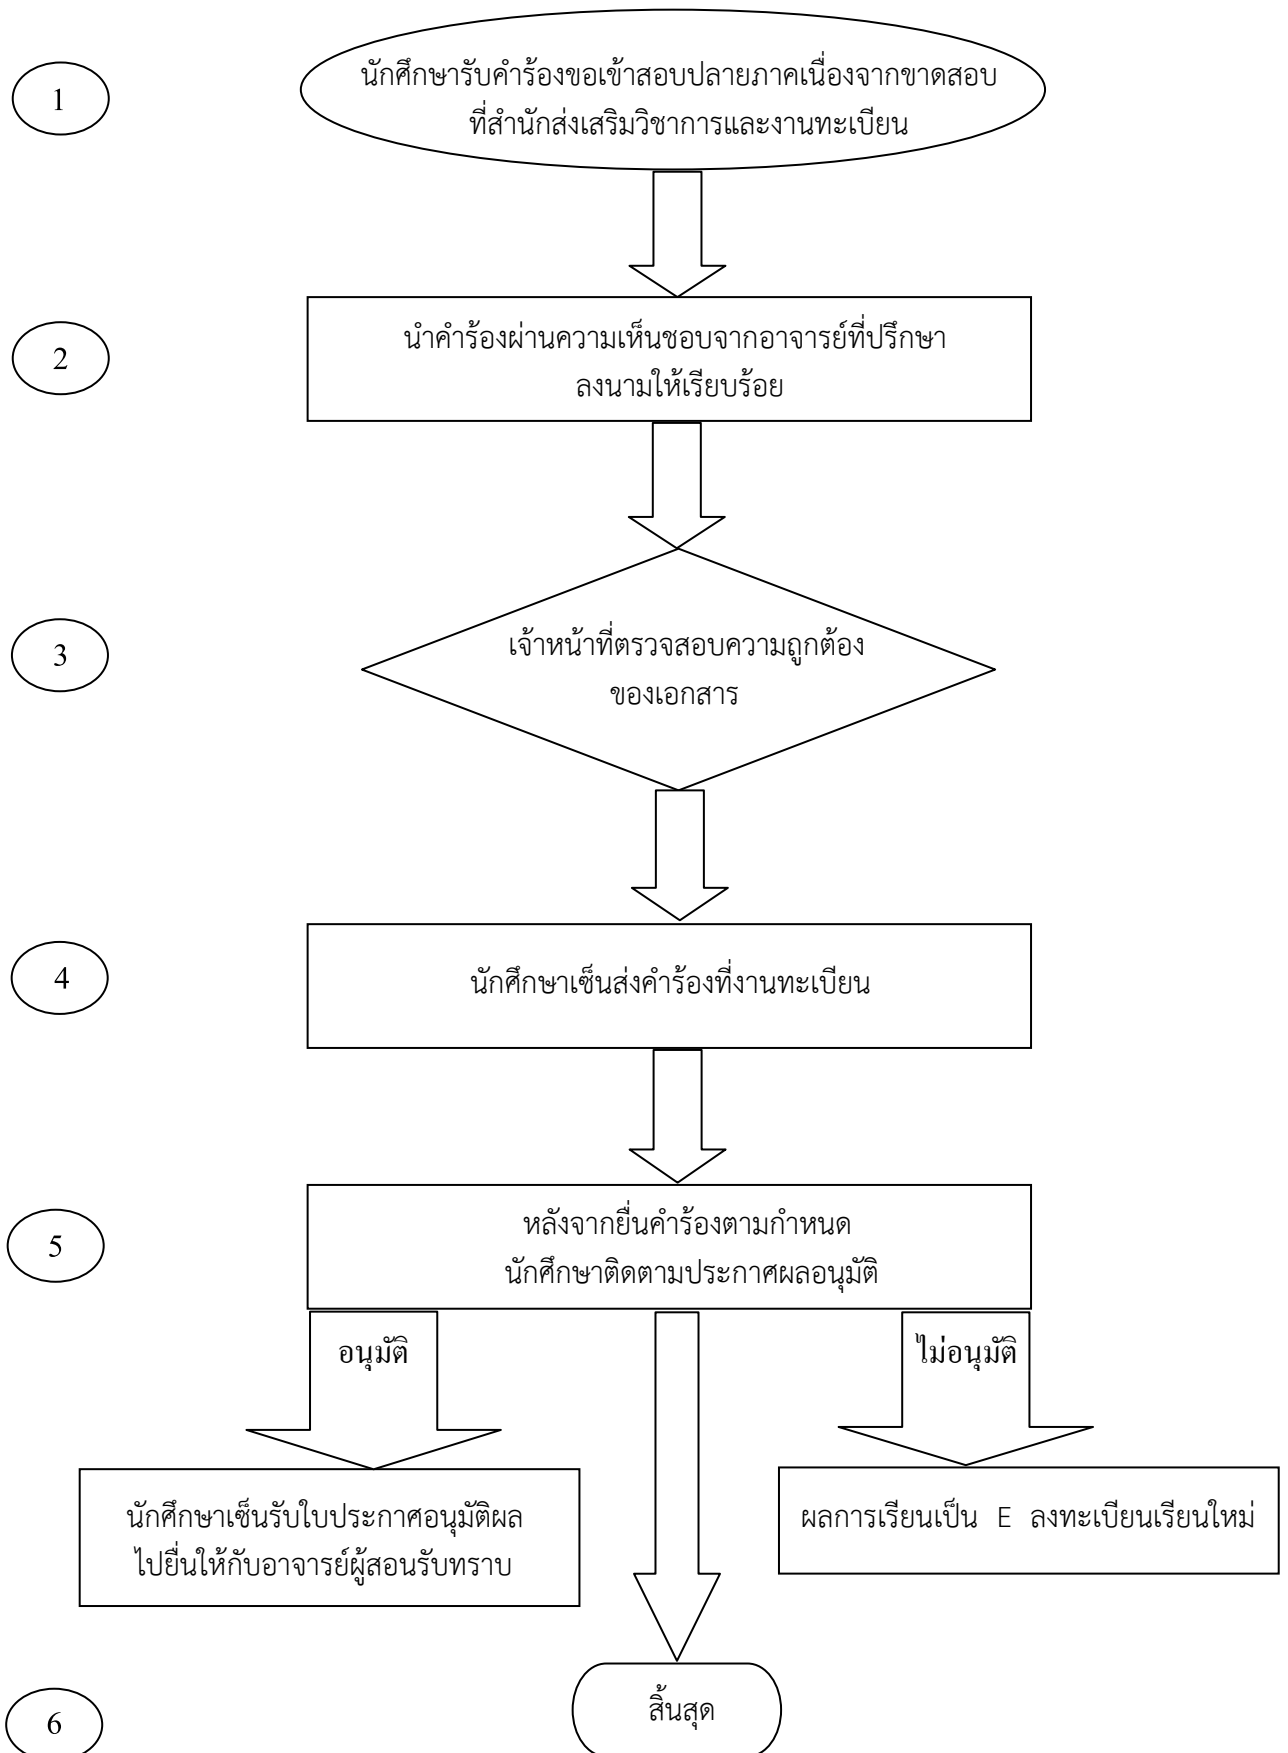 1
นักศึกษารับคำร้องขอเข้าสอบปลายภาคเนื่องจากขาดสอบ
ที่สำนักส่งเสริมวิชาการและงานทะเบียน
2
นำคำร้องผ่านความเห็นชอบจากอาจารย์ที่ปรึกษา
ลงนามให้เรียบร้อย
3
เจ้าหน้าที่ตรวจสอบความถูกต้อง
ของเอกสาร
4
นักศึกษาเซ็นส่งคำร้องที่งานทะเบียน
5
หลังจากยื่นคำร้องตามกำหนด
นักศึกษาติดตามประกาศผลอนุมัติ
อนุมัติ
ไม่อนุมัติ
นักศึกษาเซ็นรับใบประกาศอนุมัติผล
ไปยื่นให้กับอาจารย์ผู้สอนรับทราบ
ผลการเรียนเป็น E ลงทะเบียนเรียนใหม่
6
สิ้นสุด